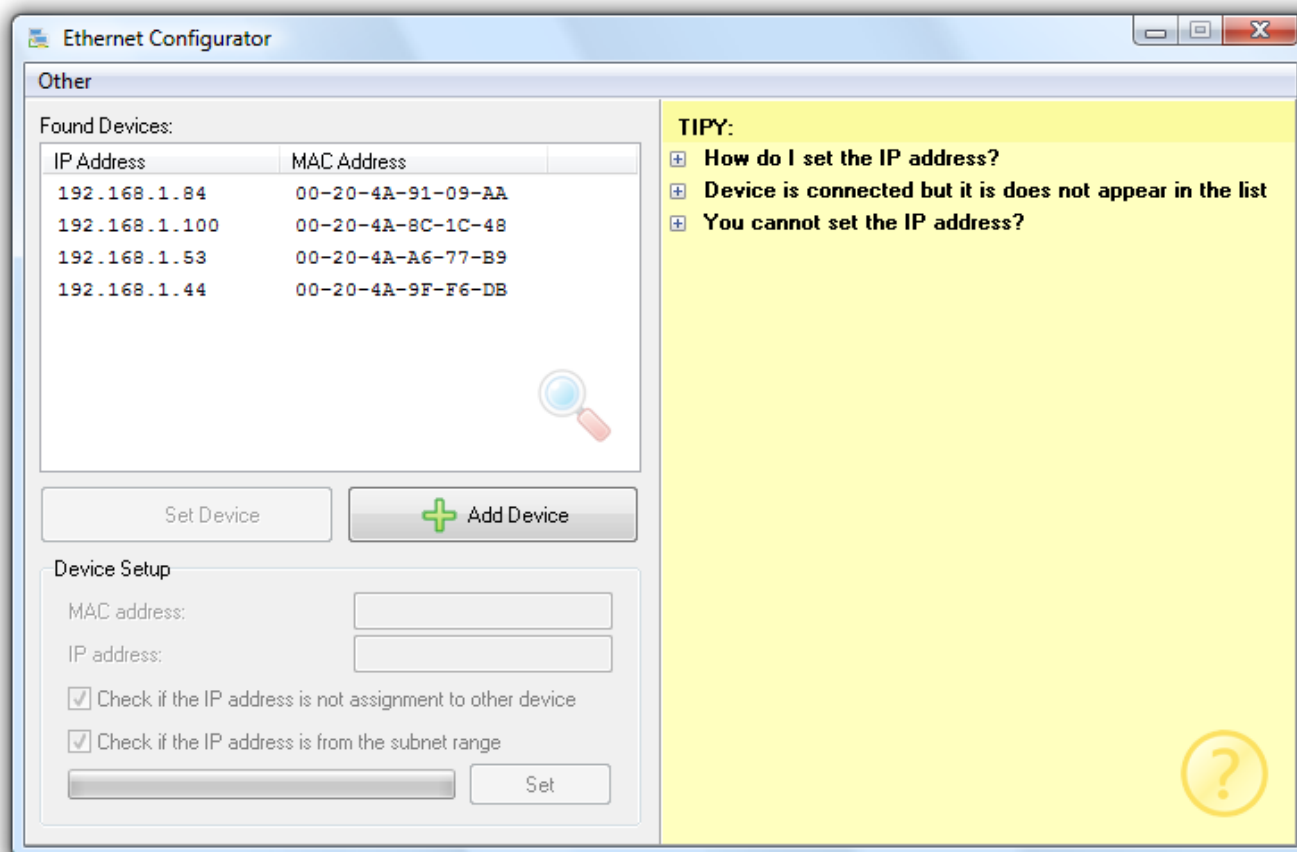 Ethernet Configurator
Other
Found Devices:
IP Address MAC Address
192.168.1.84 00-20-4A-91-09-AA
192.168.1.100 00-20-4A-8C-1C-48
192.168.1.53 00-20-4A-A6-77-B9
192.168.1.44 00-20-4A-9F-F6-DB
Set Device Add Device
Device Setup
MAC address:
IP address:
Check if the IP address is not assignment to other device
Check if the IP address is from the subnet range
Set
TIPY:
How do I set the IP address?
Device is connected but it is does not appear in the list
You cannot set the IP address?